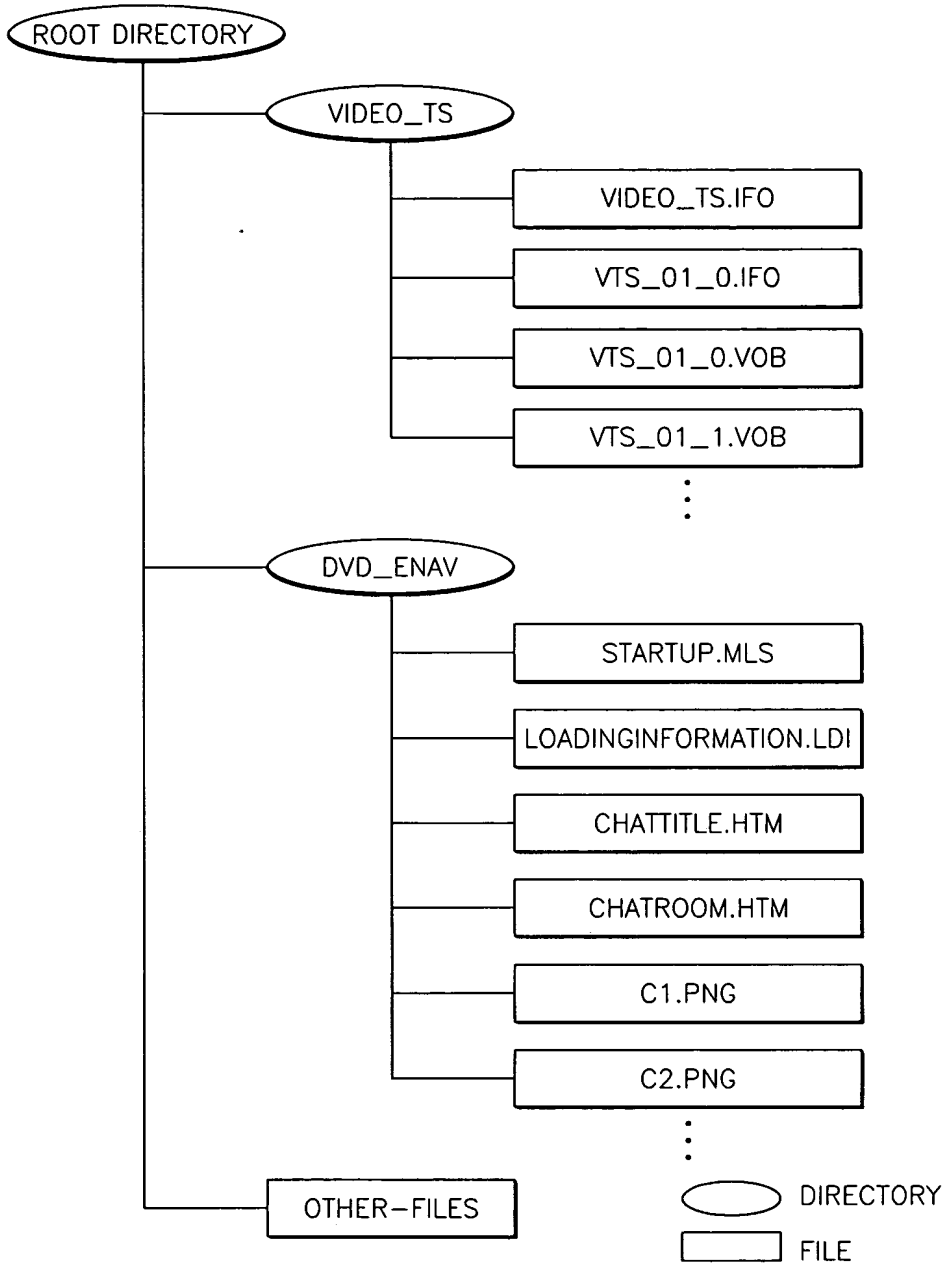 ROOT DIRECTORY
VIDEO_TS
VIDEO_TS.IFO
VTS_01_0.IFO
VTS_01_0.VOB
VTS_01_1.VOB
DVD_ENAV
STARTUP.MLS
LOADINGINFORMATION.LDI
CHATTITLE.HTM
CHATROOM.HTM
C1.PNG
C2.PNG
OTHER-FILES
DIRECTORY
FILE